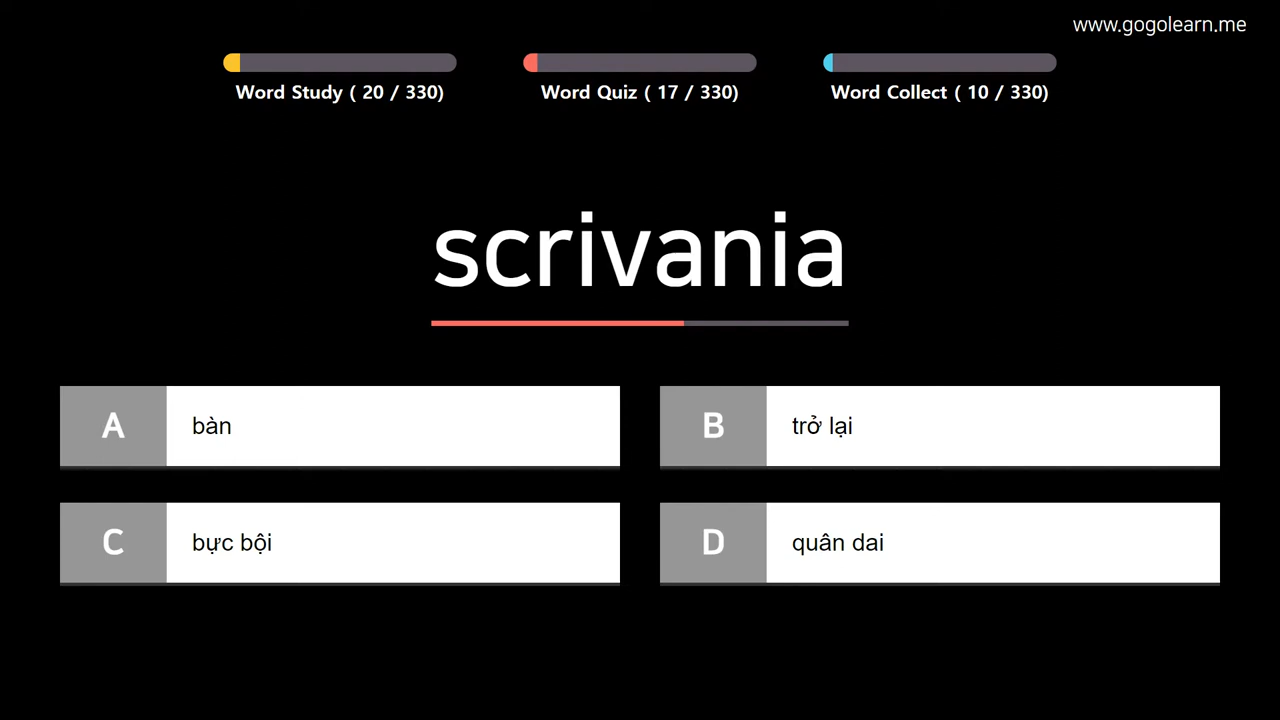 www.gogolearn.me
Word Study ( 20 / 330)
Word Quiz ( 17 / 330)
Word Collect ( 10 / 330)
scrivania
A bàn
B trở lại
C bực bội
D quân dai